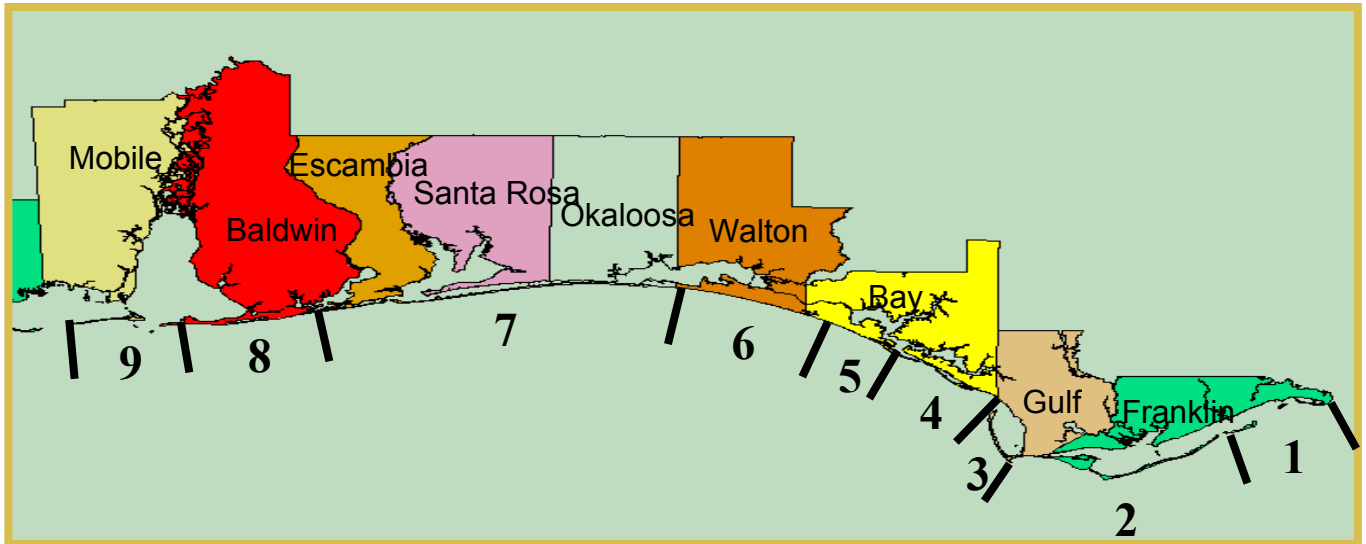 Mobile
Escambia
Santa Rosa
Okaloosa
Baldwin
Walton
Bay
Gulf
Franklin
9
8
7
6
5
4
3
2
1